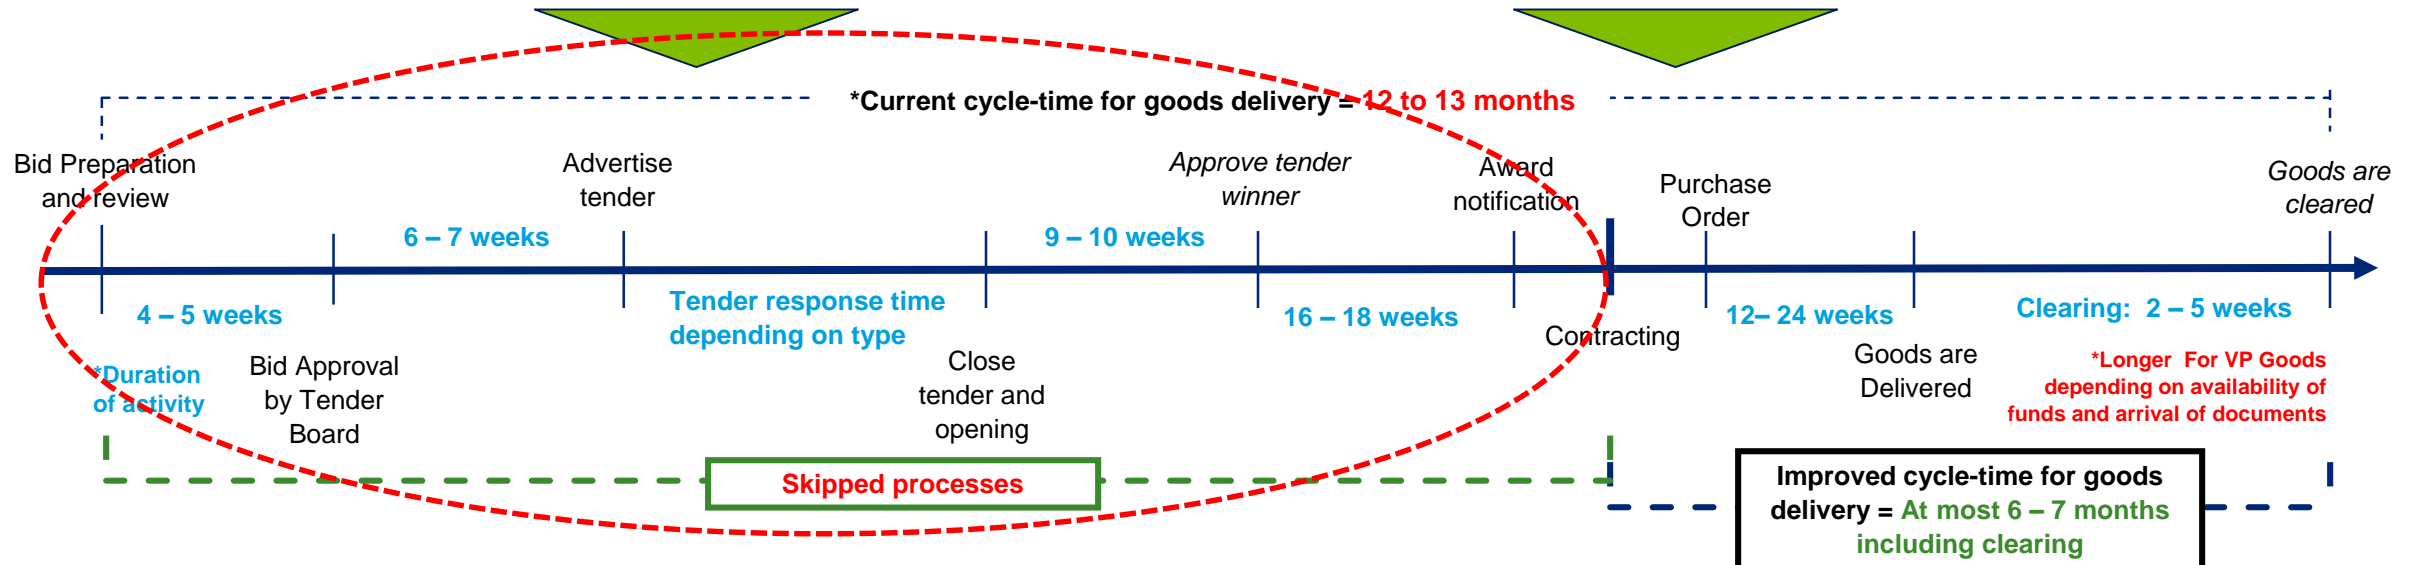 *Current cycle-time for goods delivery = 12 to 13 months
Bid Preparation
and review
Advertise
tender
Approve tender
winner
Award
notification
Purchase
Order
Goods are
cleared
6 – 7 weeks
9 – 10 weeks
4 – 5 weeks
Tender response time
depending on type
16 – 18 weeks
Contracting
12– 24 weeks
Clearing: 2 – 5 weeks
*Duration
of activity
Bid Approval
by Tender
Board
Close
tender and
opening
Goods are
Delivered
*Longer For VP Goods
depending on availability of
funds and arrival of documents
Skipped processes
Improved cycle-time for goods
delivery = At most 6 – 7 months
including clearing